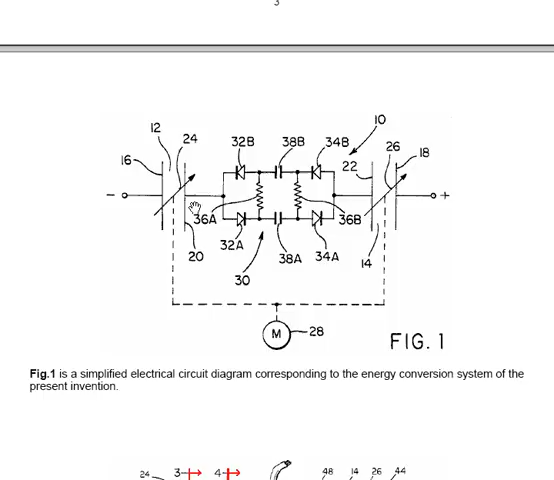 3
10
12
24
32B
38B
34B
26
16
22
18
−
+
36A
36B
20
32A
38A
34A
14
30
M
28
FIG. 1
Fig.1 is a simplified electrical circuit diagram corresponding to the energy conversion system of the
present invention.
24 3 4 48 14 26 44